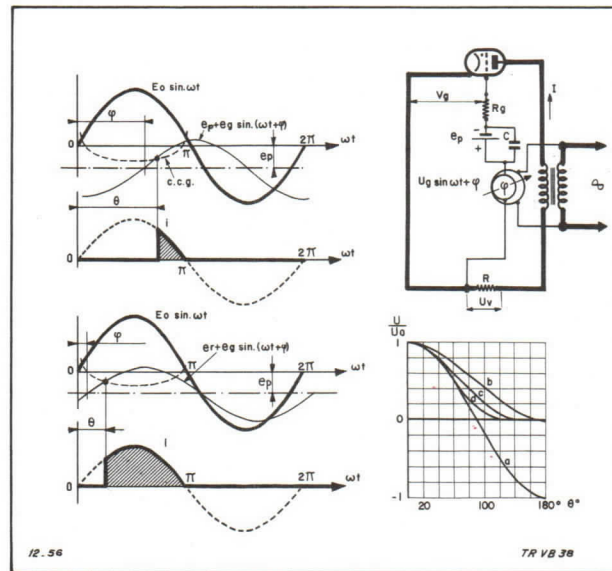 Eo sin.ωt
φ
ep+eg sin.(ωt+φ)
0
π
2π
ωt
ep
c.c.g.
θ
i
0
π
2π
ωt
Eo sin.ωt
φ
er+eg sin.(ωt+φ)
0
π
2π
ωt
ep
θ
i
0
π
2π
ωt
Vg
I
Rg
ep
-
+
C
Ug sin ωt+φ
φ
R
Uv
U
Uo
1
0
-1
b
c
d
a
20
100
180°
θ°
12.56
TR VB 38